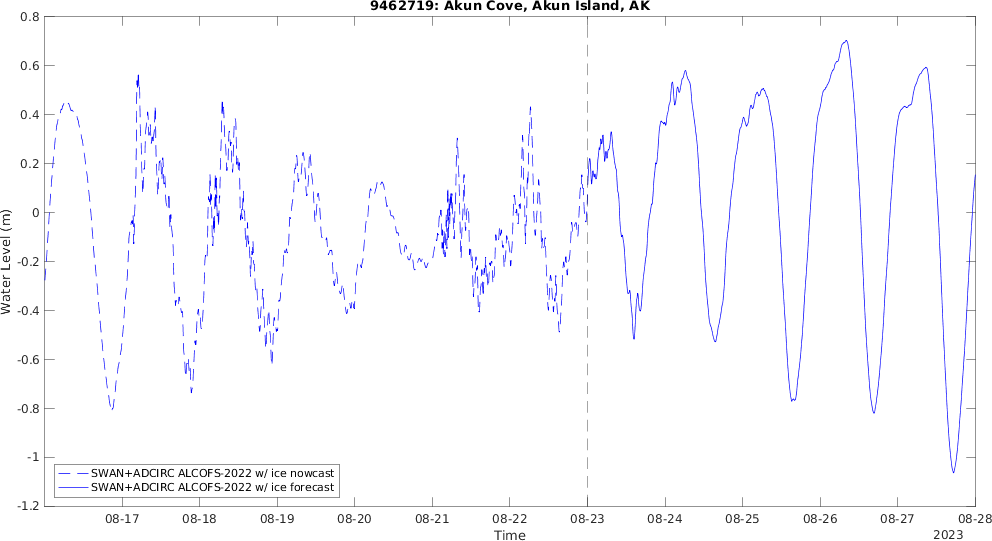 9462719: Akun Cove, Akun Island, AK
0.8
0.6
0.4
0.2
0
-0.2
-0.4
-0.6
-0.8
-1
-1.2
Water Level (m)
SWAN+ADCIRC ALCOFS-2022 w/ ice nowcast
SWAN+ADCIRC ALCOFS-2022 w/ ice forecast
08-17 08-18 08-19 08-20 08-21 08-22 08-23 08-24 08-25 08-26 08-27 08-28
Time
2023